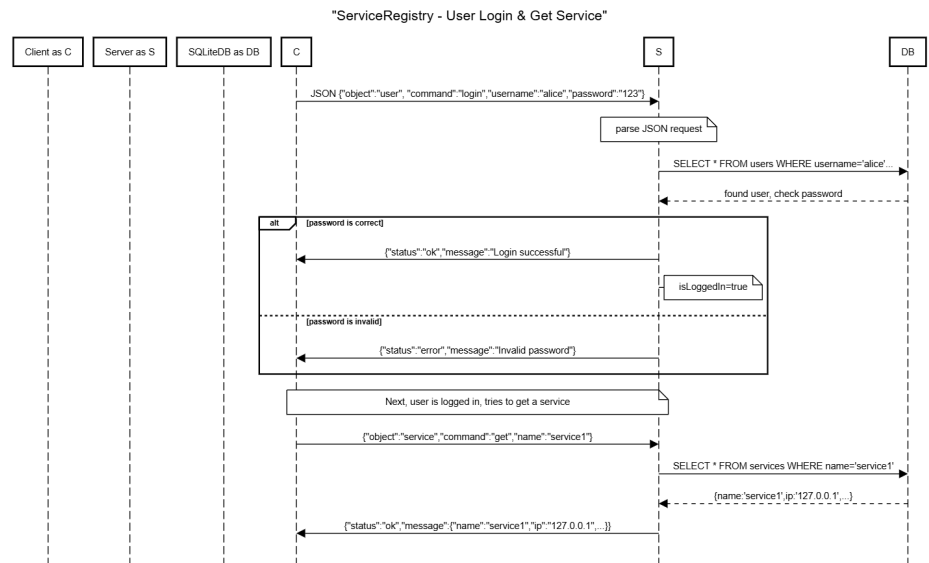 "ServiceRegistry - User Login & Get Service"
Client as C
Server as S
SQLiteDB as DB
C
S
DB
JSON {"object":"user", "command":"login","username":"alice","password":"123"}
parse JSON request
SELECT * FROM users WHERE username='alice'...
found user, check password
alt
[password is correct]
{"status":"ok","message":"Login successful"}
isLoggedIn=true
[password is invalid]
{"status":"error","message":"Invalid password"}
Next, user is logged in, tries to get a service
{"object":"service","command":"get","name":"service1"}
SELECT * FROM services WHERE name='service1'
{name:'service1',ip:'127.0.0.1',...}
{"status":"ok","message":{"name":"service1","ip":"127.0.0.1",...}}